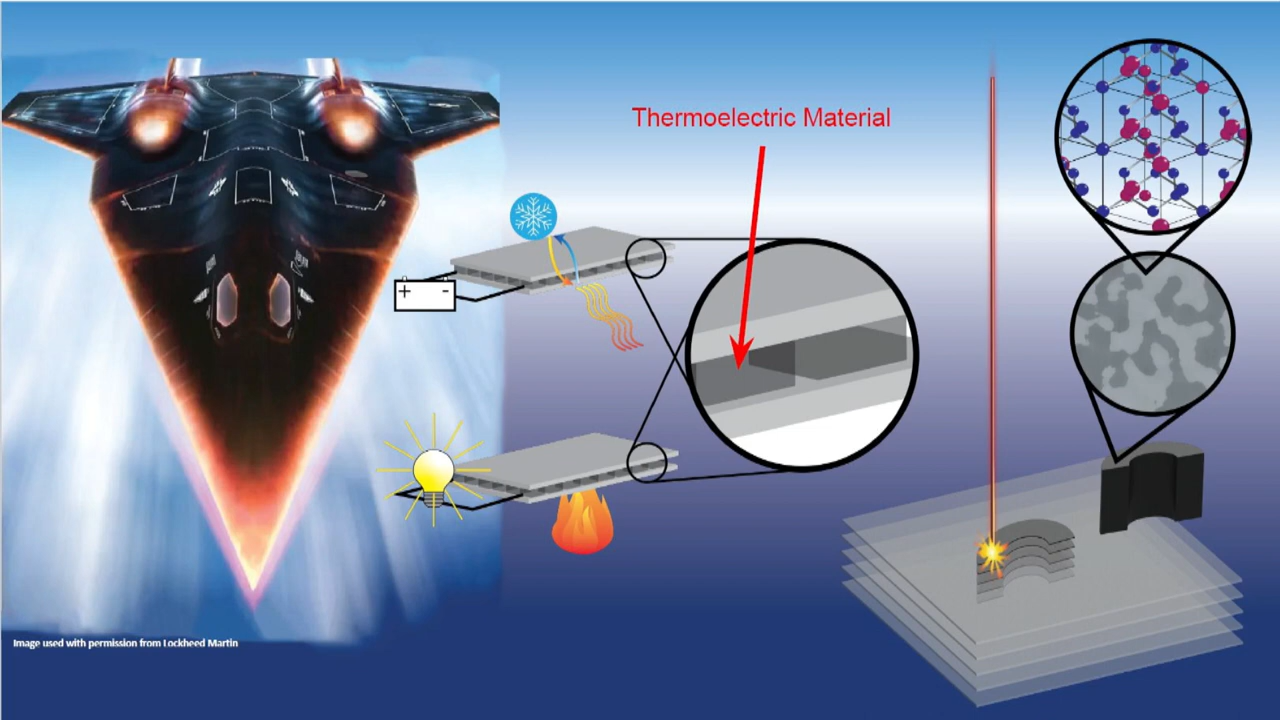 Thermoelectric Material
+ -
Image used with permission from Lockheed Martin